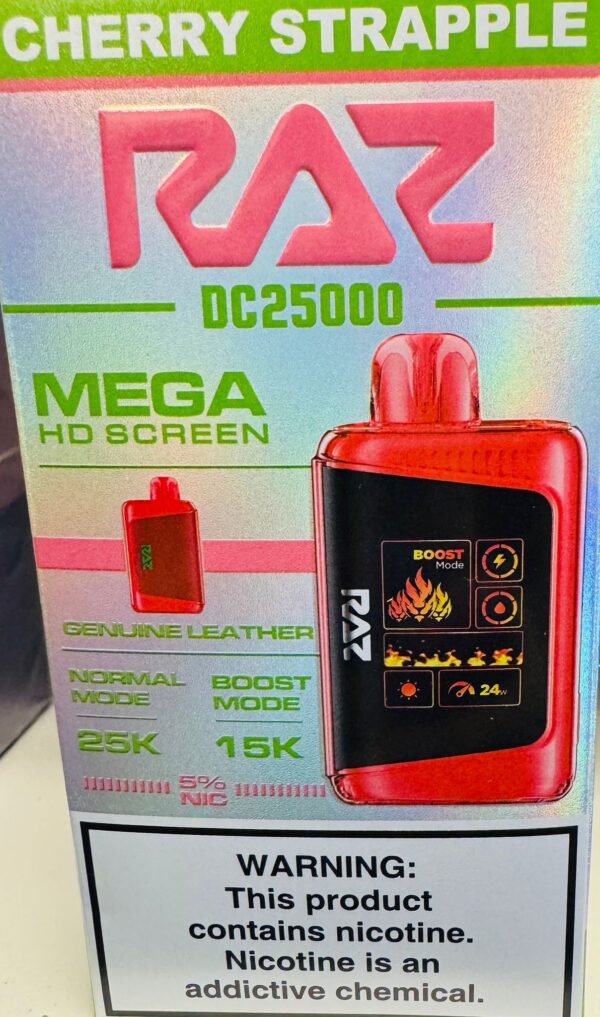 CHERRY STRAPPLE
RAZ
DC25000
MEGA
HD SCREEN
RAZ
GENUINE LEATHER
NORMAL
MODE
25K
BOOST
MODE
15K
5%
NIC
BOOST
Mode
RAZ
24W
WARNING:
This product
contains nicotine.
Nicotine is an
addictive chemical.